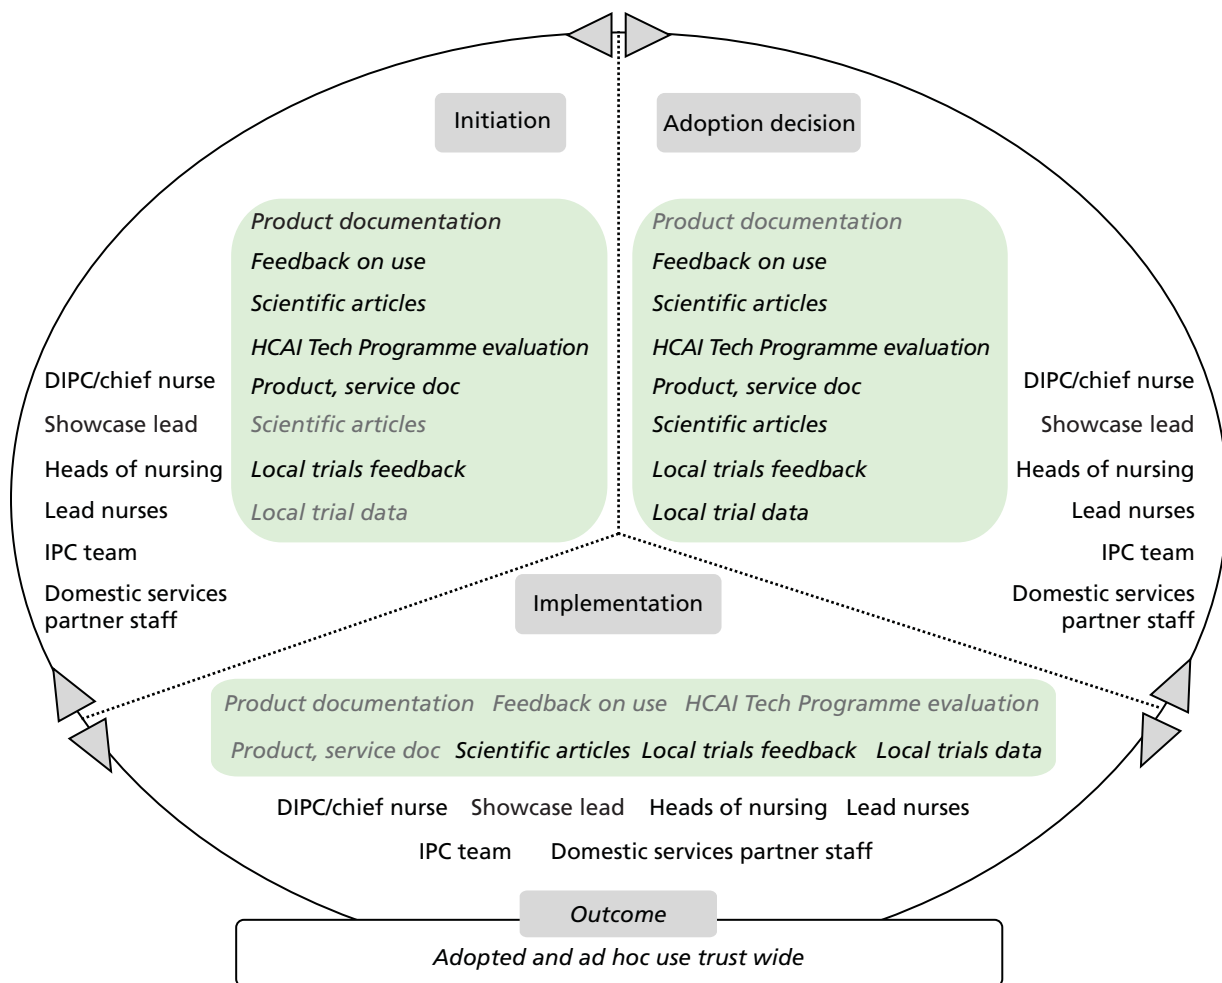 Initiation
Adoption decision
Product documentation
Feedback on use
Scientific articles
HCAI Tech Programme evaluation
Product, service doc
Scientific articles
Local trials feedback
Local trial data
Product documentation
Feedback on use
Scientific articles
HCAI Tech Programme evaluation
Product, service doc
Scientific articles
Local trials feedback
Local trial data
DIPC/chief nurse
Showcase lead
Heads of nursing
Lead nurses
IPC team
Domestic services
partner staff
DIPC/chief nurse
Showcase lead
Heads of nursing
Lead nurses
IPC team
Domestic services
partner staff
Implementation
Product documentation Feedback on use HCAI Tech Programme evaluation
Product, service doc Scientific articles Local trials feedback Local trials data
DIPC/chief nurse Showcase lead Heads of nursing Lead nurses
IPC team Domestic services partner staff
Outcome
Adopted and ad hoc use trust wide